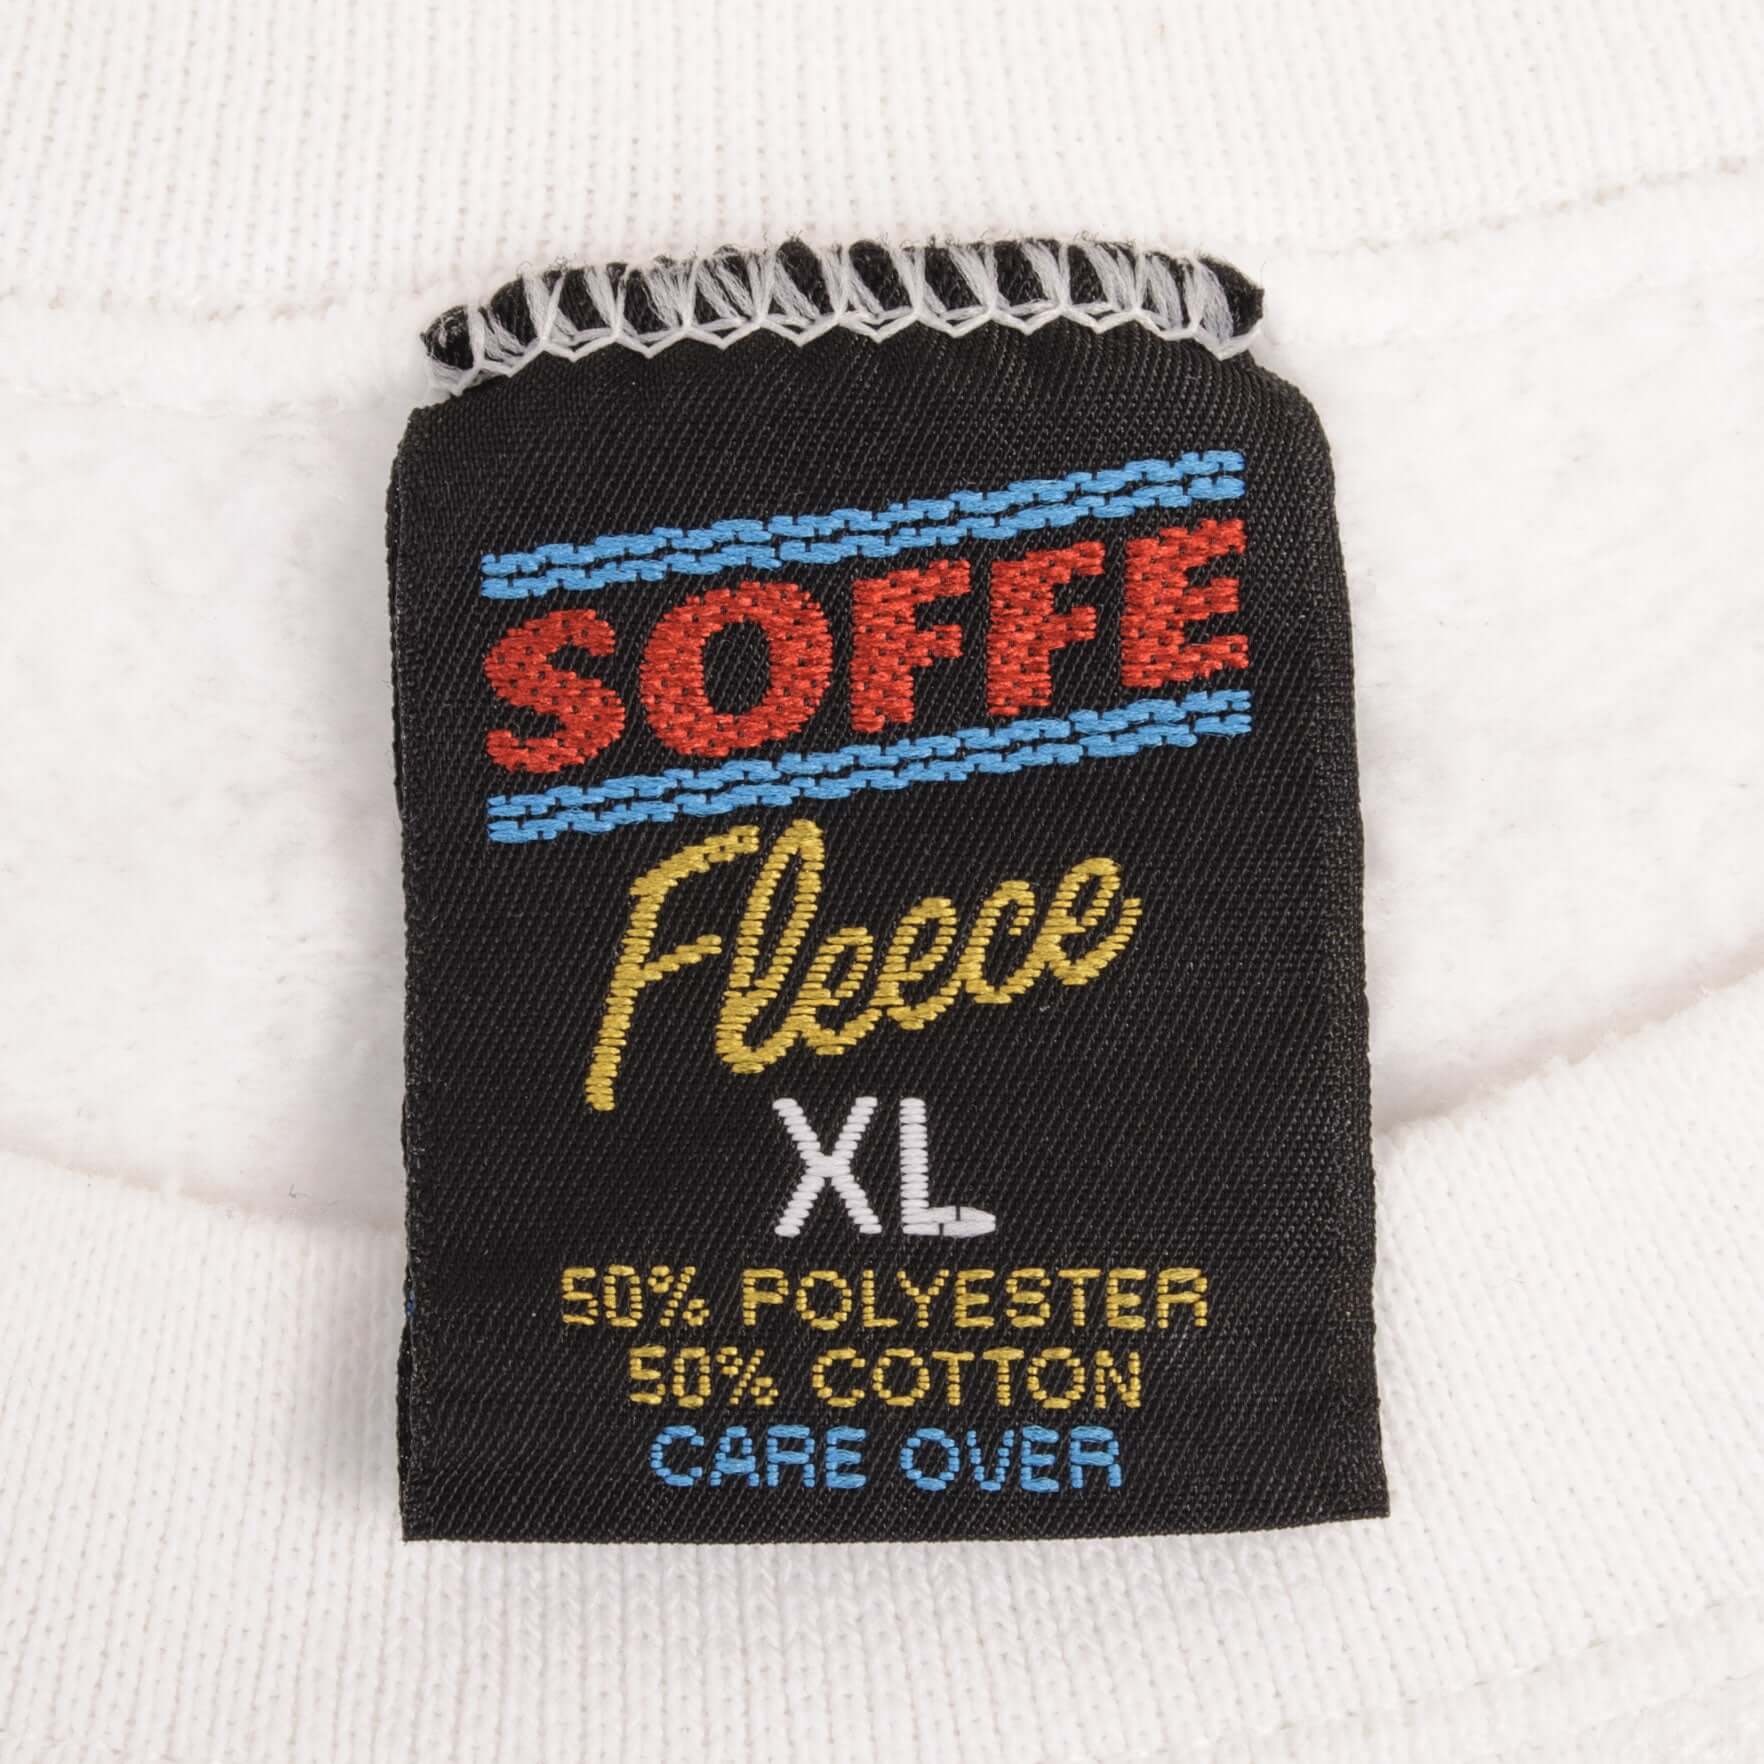 SOFFE
Fleece
XL
50% POLYESTER
50% COTTON
CARE OVER